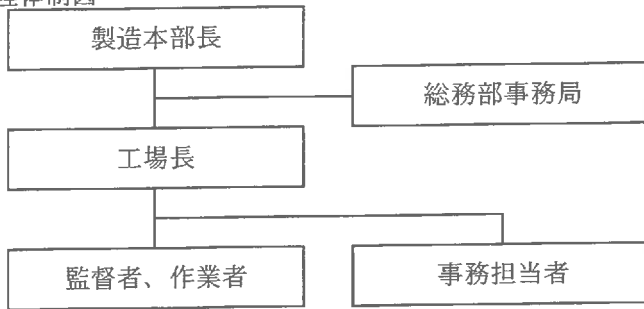 製造本部長
総務部事務局
工場長
監督者、作業者
事務担当者